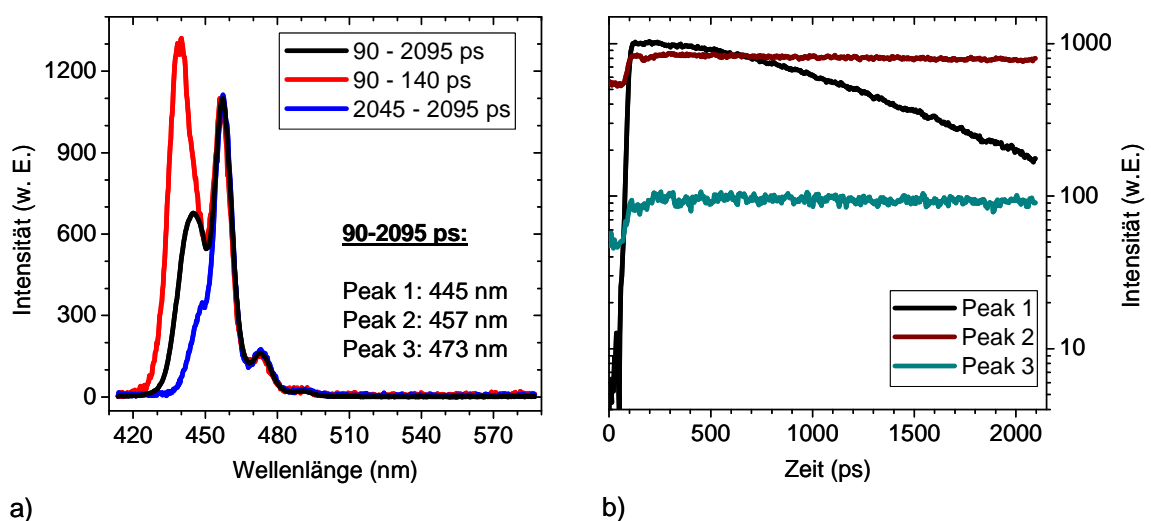 90 - 2095 ps
90 - 140 ps
2045 - 2095 ps
90-2095 ps:
Peak 1: 445 nm
Peak 2: 457 nm
Peak 3: 473 nm
1200
900
600
300
0
Intensität (w. E.)
420 450 480 510 540 570
Wellenlänge (nm)
a)
Peak 1
Peak 2
Peak 3
1000
100
10
Intensität (w.E.)
0 500 1000 1500 2000
Zeit (ps)
b)